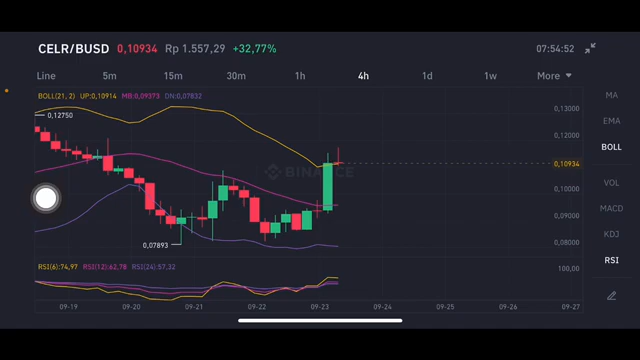 CELR/BUSD 0,10934 Rp 1.557,29 +32,77% 07:54:52
Line 5m 15m 30m 1h 4h 1d 1w More
BOLL(21, 2) UP:0,10914 MB:0,09373 DN:0,07832
MA
0,13000
0,12750
EMA
0,12000
BOLL
0,10934
BINANCE
VOL
0,10000
MACD
0,09000
KDJ
0,07893
0,08000
RSI
RSI(6):74,97 RSI(12):62,78 RSI(24):57,32
100,00
0,00
09-19 09-20 09-21 09-22 09-23 09-24 09-25 09-26 09-27